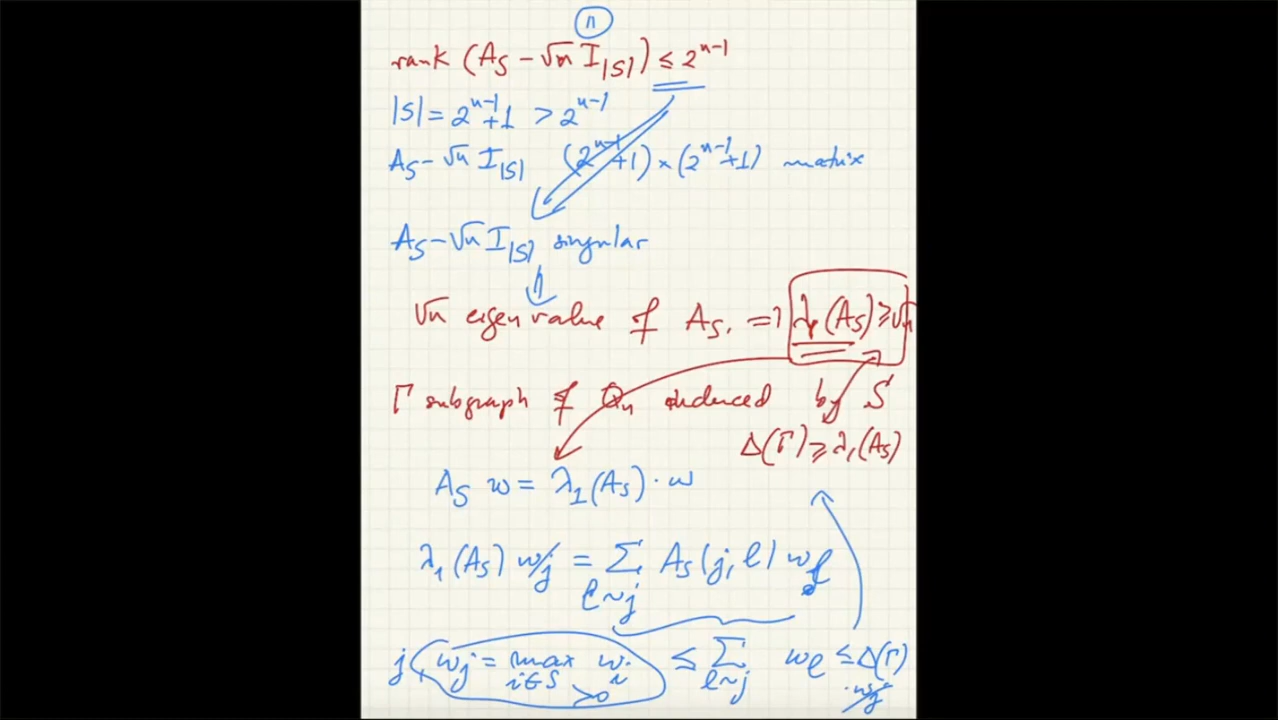 11
rank (A_S - √n I_{|S|}) ≤ 2^{n-1}
|S| = 2^{n-1}+1 > 2^{n-1}
A_S - √n I_{|S|} (2^{n-1}+1) × (2^{n-1}+1) matrix
A_S - √n I_{|S|} singular
√n eigenvalue of A_S. ⇒ λ_1(A_S) ≥ √n
Γ subgraph of Q_n induced by S
Δ(Γ) ≥ λ_1(A_S)
A_S w = λ_1(A_S) · w
λ_1(A_S) w_j = Σ_{ℓ~j} A_S(j, ℓ) w_ℓ
j, w_j = max_{i∈S} w_i > 0 ≤ Σ_{ℓ~j} w_ℓ ≤ Δ(Γ) · w_j